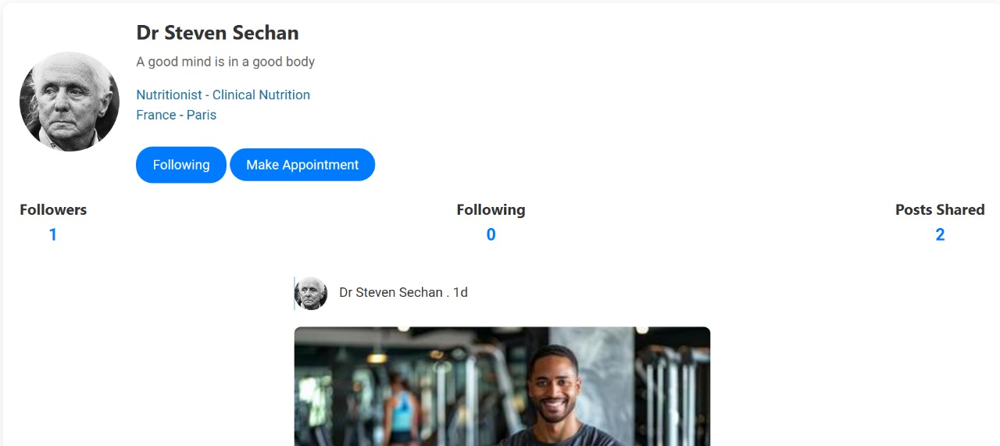 Dr Steven Sechan
A good mind is in a good body
Nutritionist - Clinical Nutrition
France - Paris
Following
Make Appointment
Followers
Following
Posts Shared
1
0
2
Dr Steven Sechan . 1d